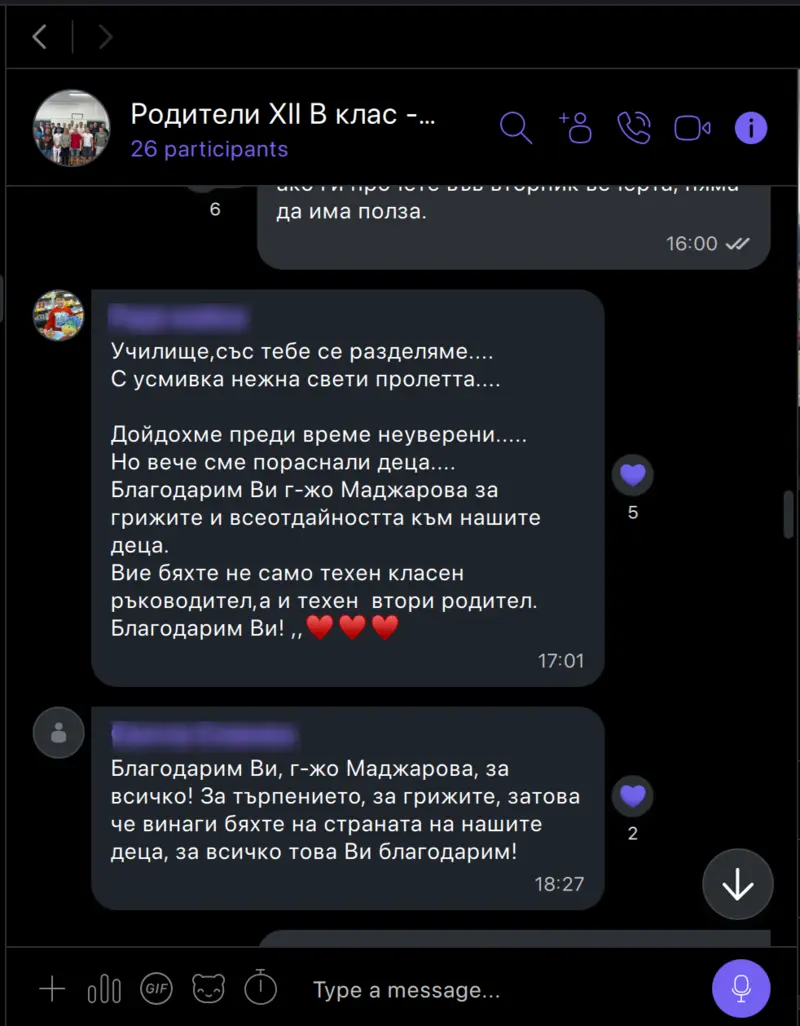 Родители XII В клас -...
26 participants
да има полза.
6
16:00
Училище,със тебе се разделяме....
С усмивка нежна свети пролетта....
Дойдохме преди време неуверени.....
Но вече сме пораснали деца....
Благодарим Ви г-жо Маджарова за
грижите и всеотдайността към нашите
деца.
Вие бяхте не само техен класен
ръководител,а и техен втори родител.
Благодарим Ви! ,,❤️❤️❤️
5
17:01
Благодарим Ви, г-жо Маджарова, за
всичко! За търпението, за грижите, затова
че винаги бяхте на страната на нашите
деца, за всичко това Ви благодарим!
2
18:27
GIF
Type a message...